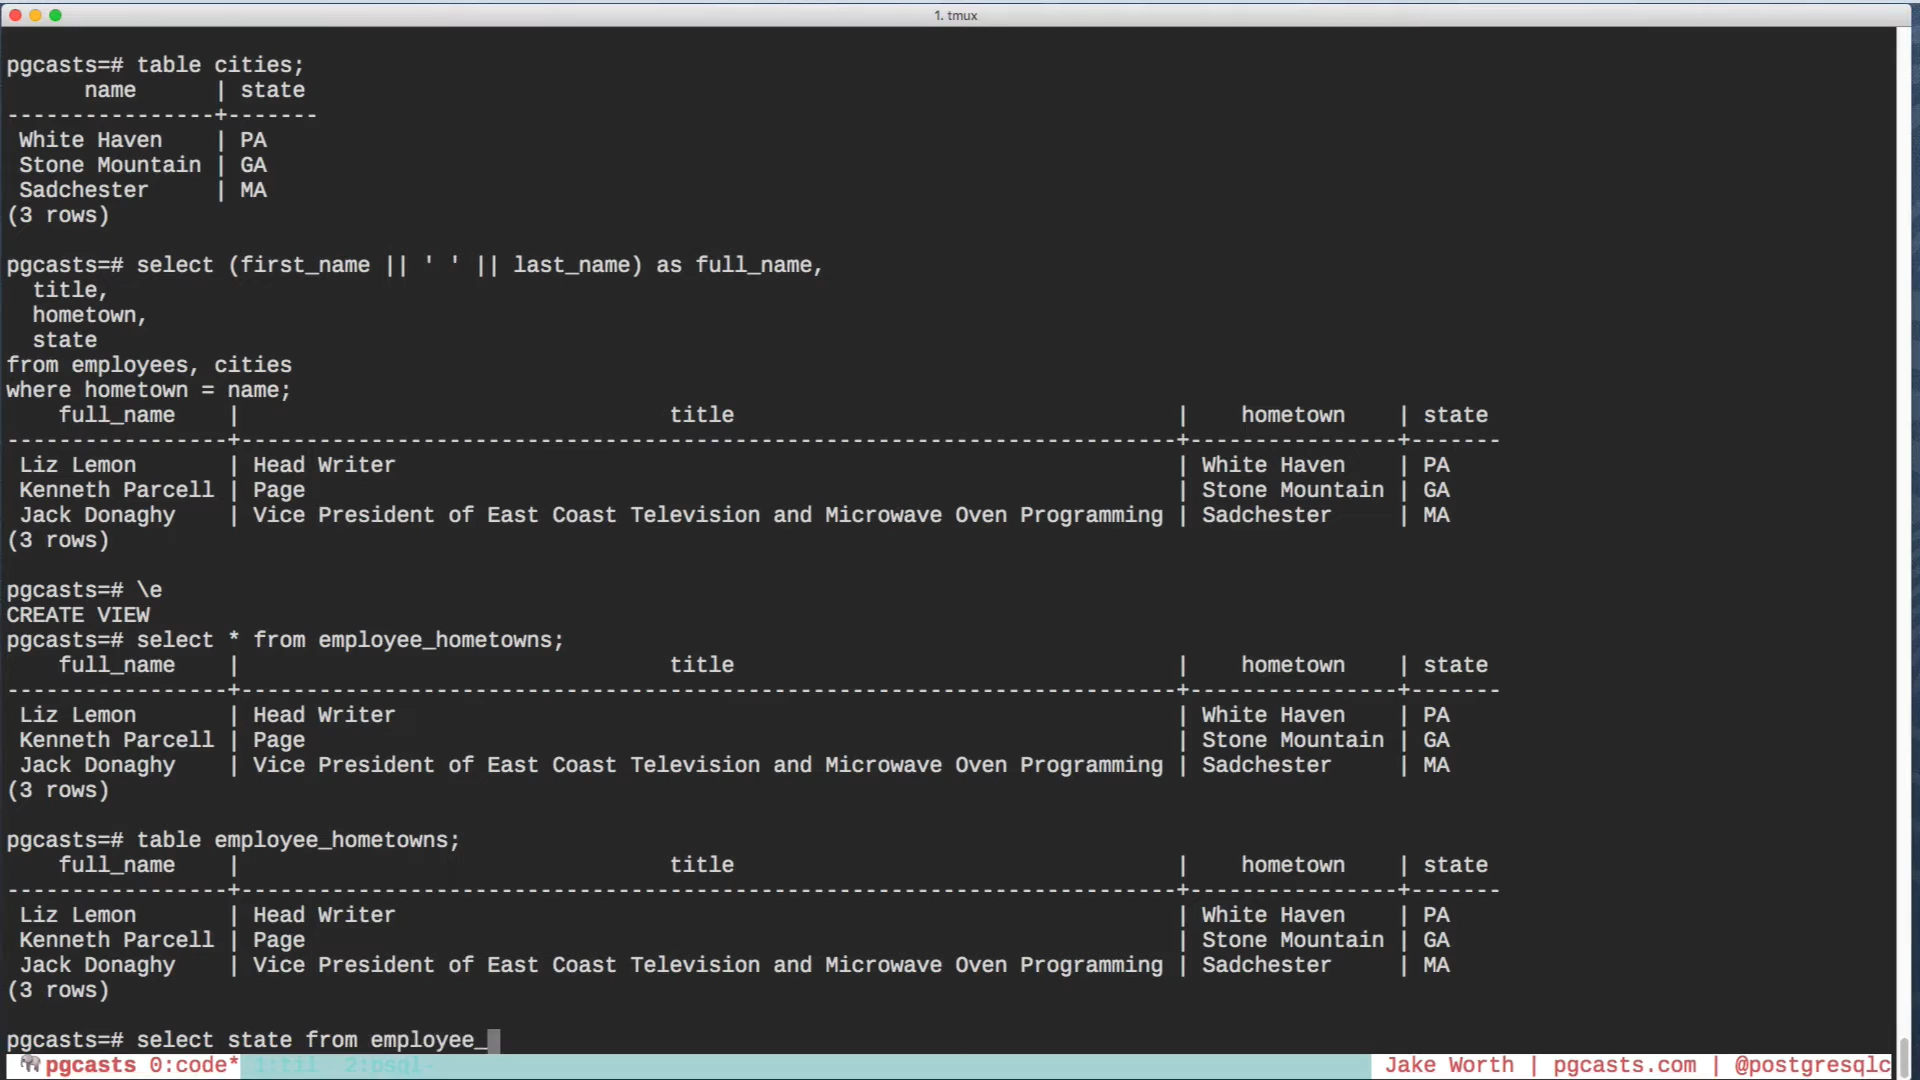 1. tmux
pgcasts=# table cities;
      name      | state
----------------+-------
 White Haven    | PA
 Stone Mountain | GA
 Sadchester     | MA
(3 rows)
pgcasts=# select (first_name || ' ' || last_name) as full_name,
  title,
  hometown,
  state
from employees, cities
where hometown = name;
    full_name    |                                 title                                  |    hometown    | state
-----------------+------------------------------------------------------------------------+----------------+-------
 Liz Lemon       | Head Writer                                                            | White Haven    | PA
 Kenneth Parcell | Page                                                                   | Stone Mountain | GA
 Jack Donaghy    | Vice President of East Coast Television and Microwave Oven Programming | Sadchester     | MA
(3 rows)
pgcasts=# \e
CREATE VIEW
pgcasts=# select * from employee_hometowns;
    full_name    |                                 title                                  |    hometown    | state
-----------------+------------------------------------------------------------------------+----------------+-------
 Liz Lemon       | Head Writer                                                            | White Haven    | PA
 Kenneth Parcell | Page                                                                   | Stone Mountain | GA
 Jack Donaghy    | Vice President of East Coast Television and Microwave Oven Programming | Sadchester     | MA
(3 rows)
pgcasts=# table employee_hometowns;
    full_name    |                                 title                                  |    hometown    | state
-----------------+------------------------------------------------------------------------+----------------+-------
 Liz Lemon       | Head Writer                                                            | White Haven    | PA
 Kenneth Parcell | Page                                                                   | Stone Mountain | GA
 Jack Donaghy    | Vice President of East Coast Television and Microwave Oven Programming | Sadchester     | MA
(3 rows)
pgcasts=# select state from employee_
🐘pgcasts 0:code* 1:til 2:psql- Jake Worth | pgcasts.com | @postgresqlc